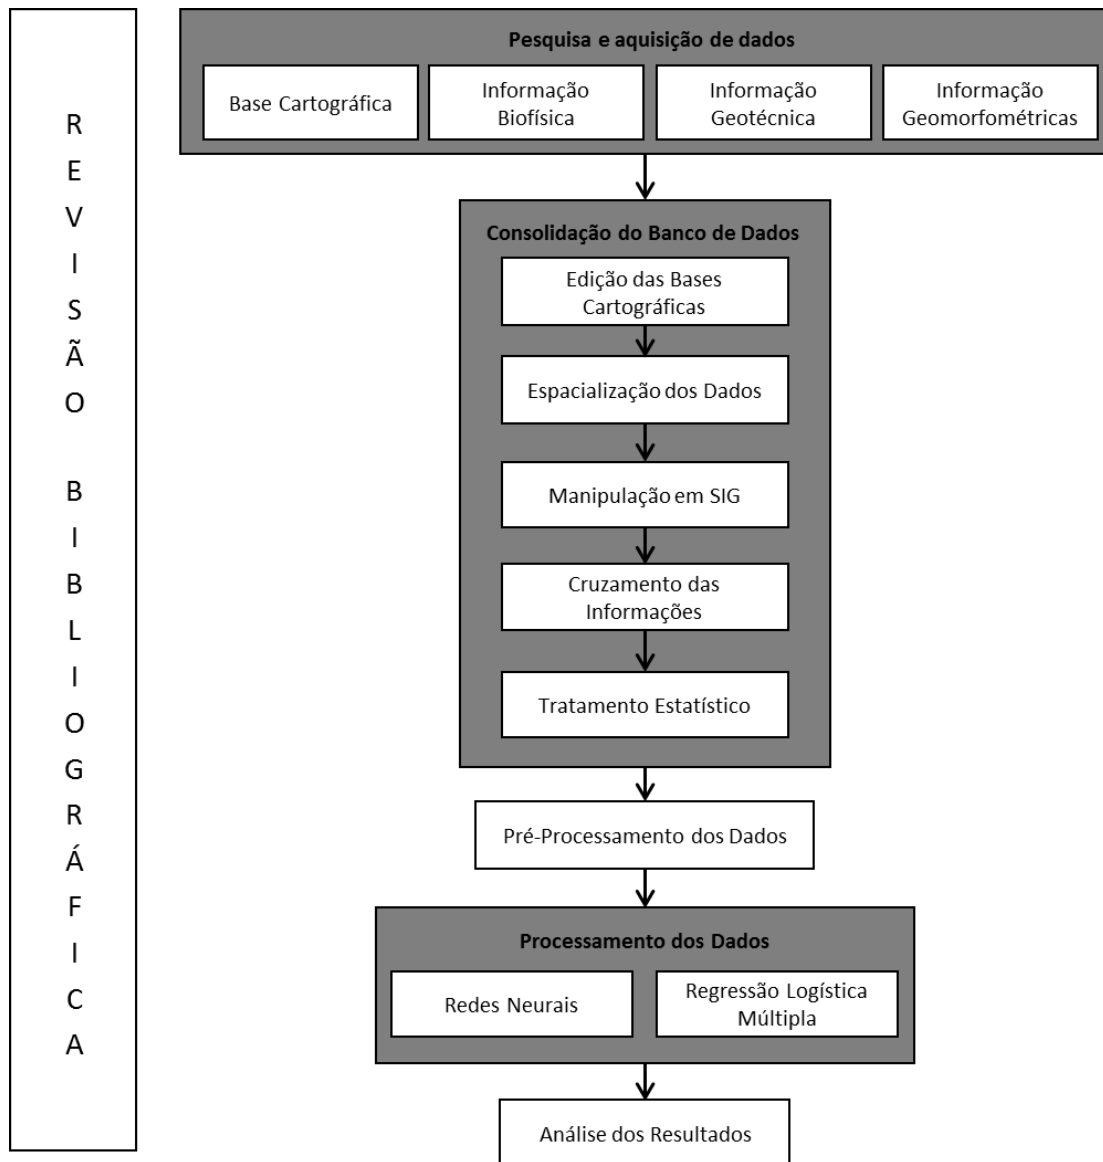 REVISÃO BIBLIOGRÁFICA
Pesquisa e aquisição de dados
Base Cartográfica
Informação
Biofísica
Informação
Geotécnica
Informação
Geomorfométricas
Consolidação do Banco de Dados
Edição das Bases
Cartográficas
Espacialização dos Dados
Manipulação em SIG
Cruzamento das
Informações
Tratamento Estatístico
Pré-Processamento dos Dados
Processamento dos Dados
Redes Neurais
Regressão Logística
Múltipla
Análise dos Resultados